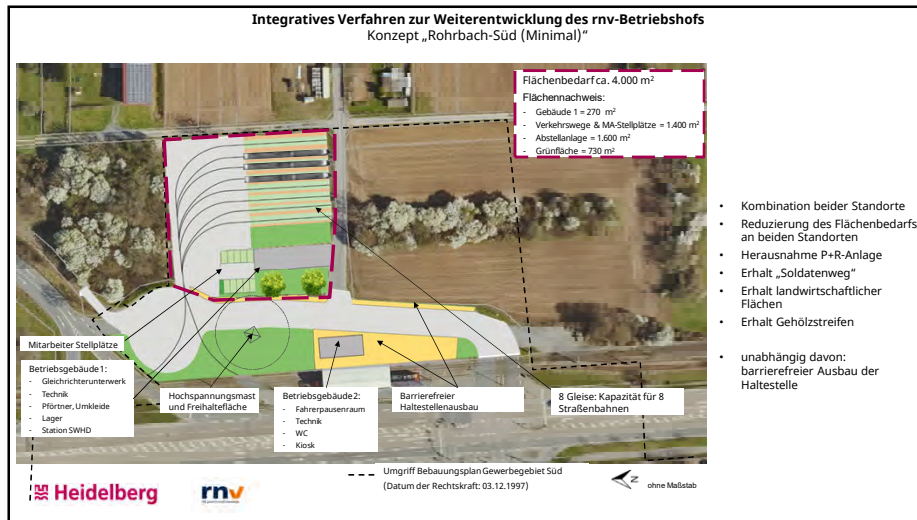 Integratives Verfahren zur Weiterentwicklung des rnv-Betriebshofs
Konzept „Rohrbach-Süd (Minimal)“
Flächenbedarf ca. 4.000 m²
Flächennachweis:
- Gebäude 1 = 270 m²
- Verkehrswege & MA-Stellplätze = 1.400 m²
- Abstellanlage = 1.600 m²
- Grünfläche = 730 m²
• Kombination beider Standorte
• Reduzierung des Flächenbedarfs
an beiden Standorten
• Herausnahme P+R-Anlage
• Erhalt „Soldatenweg“
• Erhalt landwirtschaftlicher
Flächen
• Erhalt Gehölzstreifen
• unabhängig davon:
barrierefreier Ausbau der
Haltestelle
Mitarbeiter Stellplätze
Betriebsgebäude1:
- Gleichrichterunterwerk
- Technik
- Pförtner, Umkleide
- Lager
- Station SWHD
Hochspannungsmast
und Freihaltefläche
Betriebsgebäude2:
- Fahrerpausenraum
- Technik
- WC
- Kiosk
Barrierefreier
Haltestellenausbau
8 Gleise: Kapazität für 8
Straßenbahnen
Umgriff Bebauungsplan Gewerbegebiet Süd
(Datum der Rechtskraft: 03.12.1997)
N
ohne Maßstab
Heidelberg
rnv